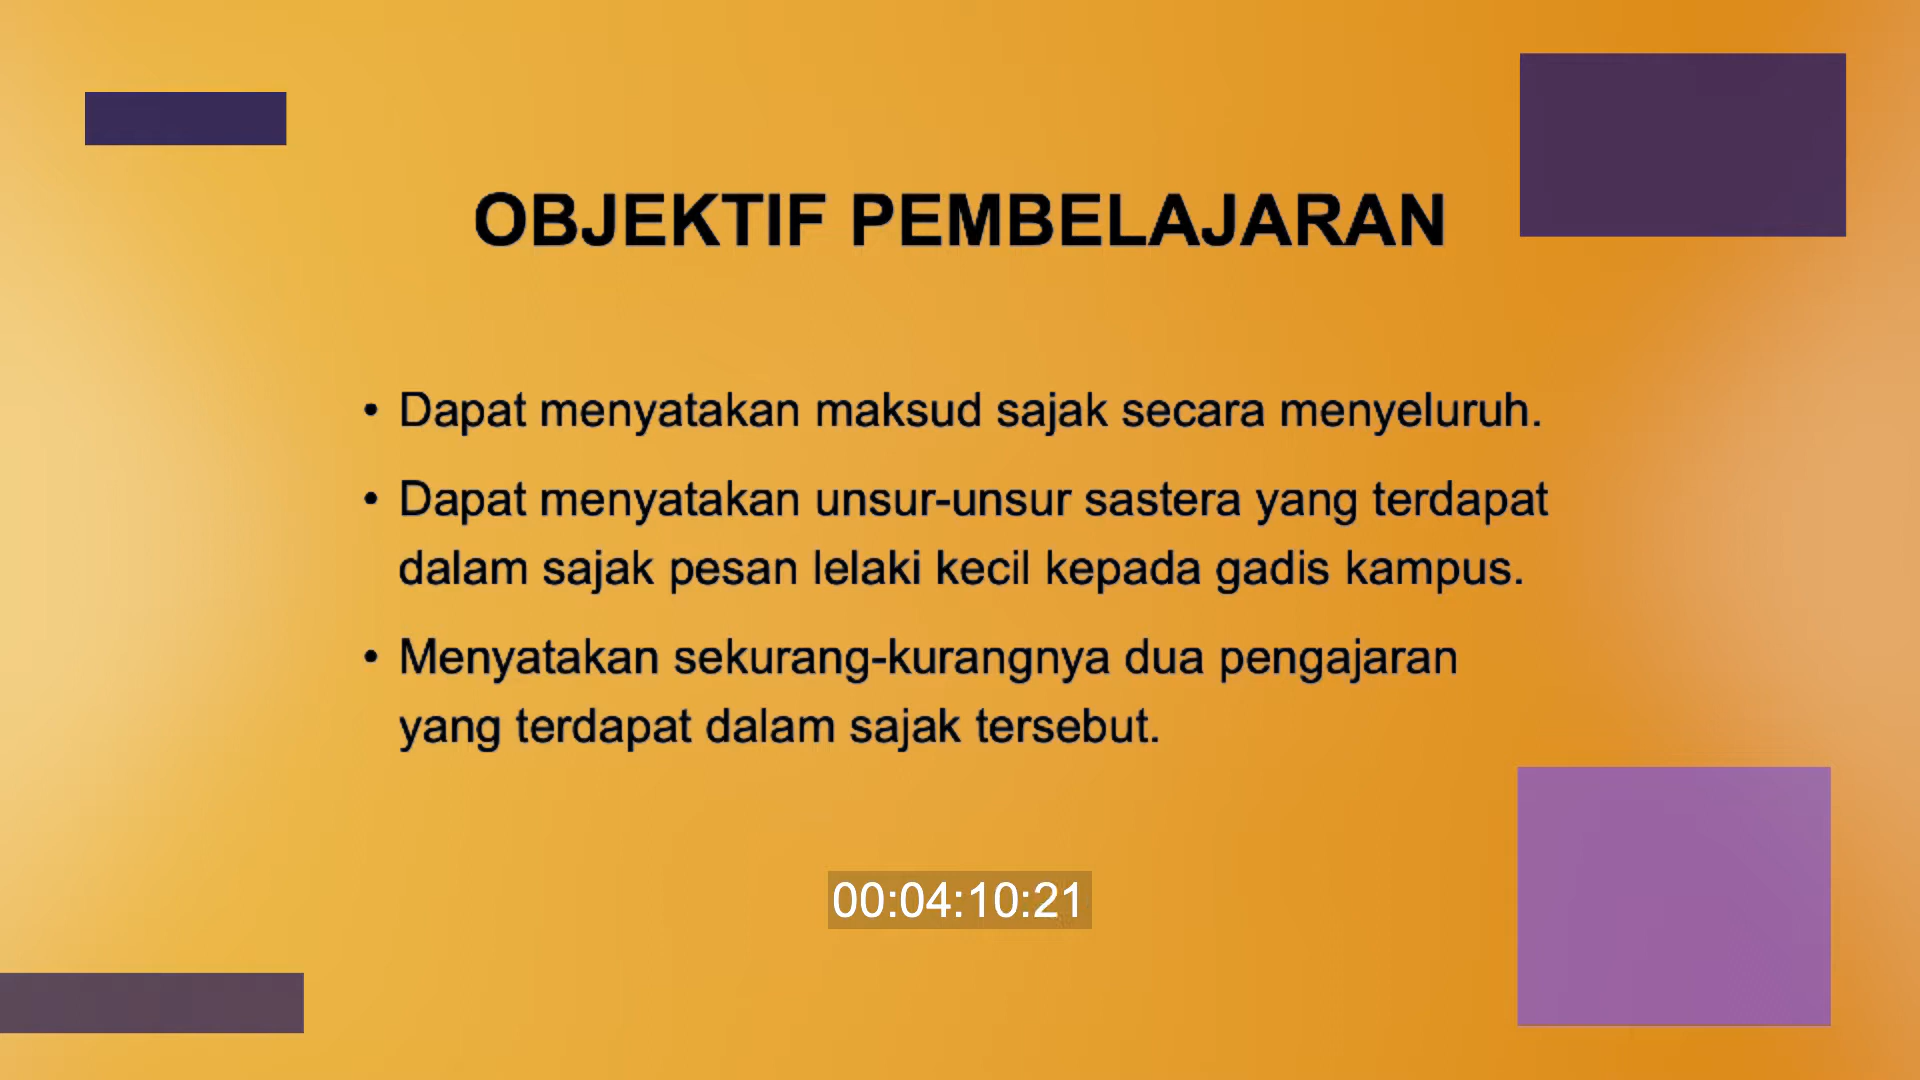 OBJEKTIF PEMBELAJARAN
• Dapat menyatakan maksud sajak secara menyeluruh.
• Dapat menyatakan unsur-unsur sastera yang terdapat
dalam sajak pesan lelaki kecil kepada gadis kampus.
• Menyatakan sekurang-kurangnya dua pengajaran
yang terdapat dalam sajak tersebut.
00:04:10:21